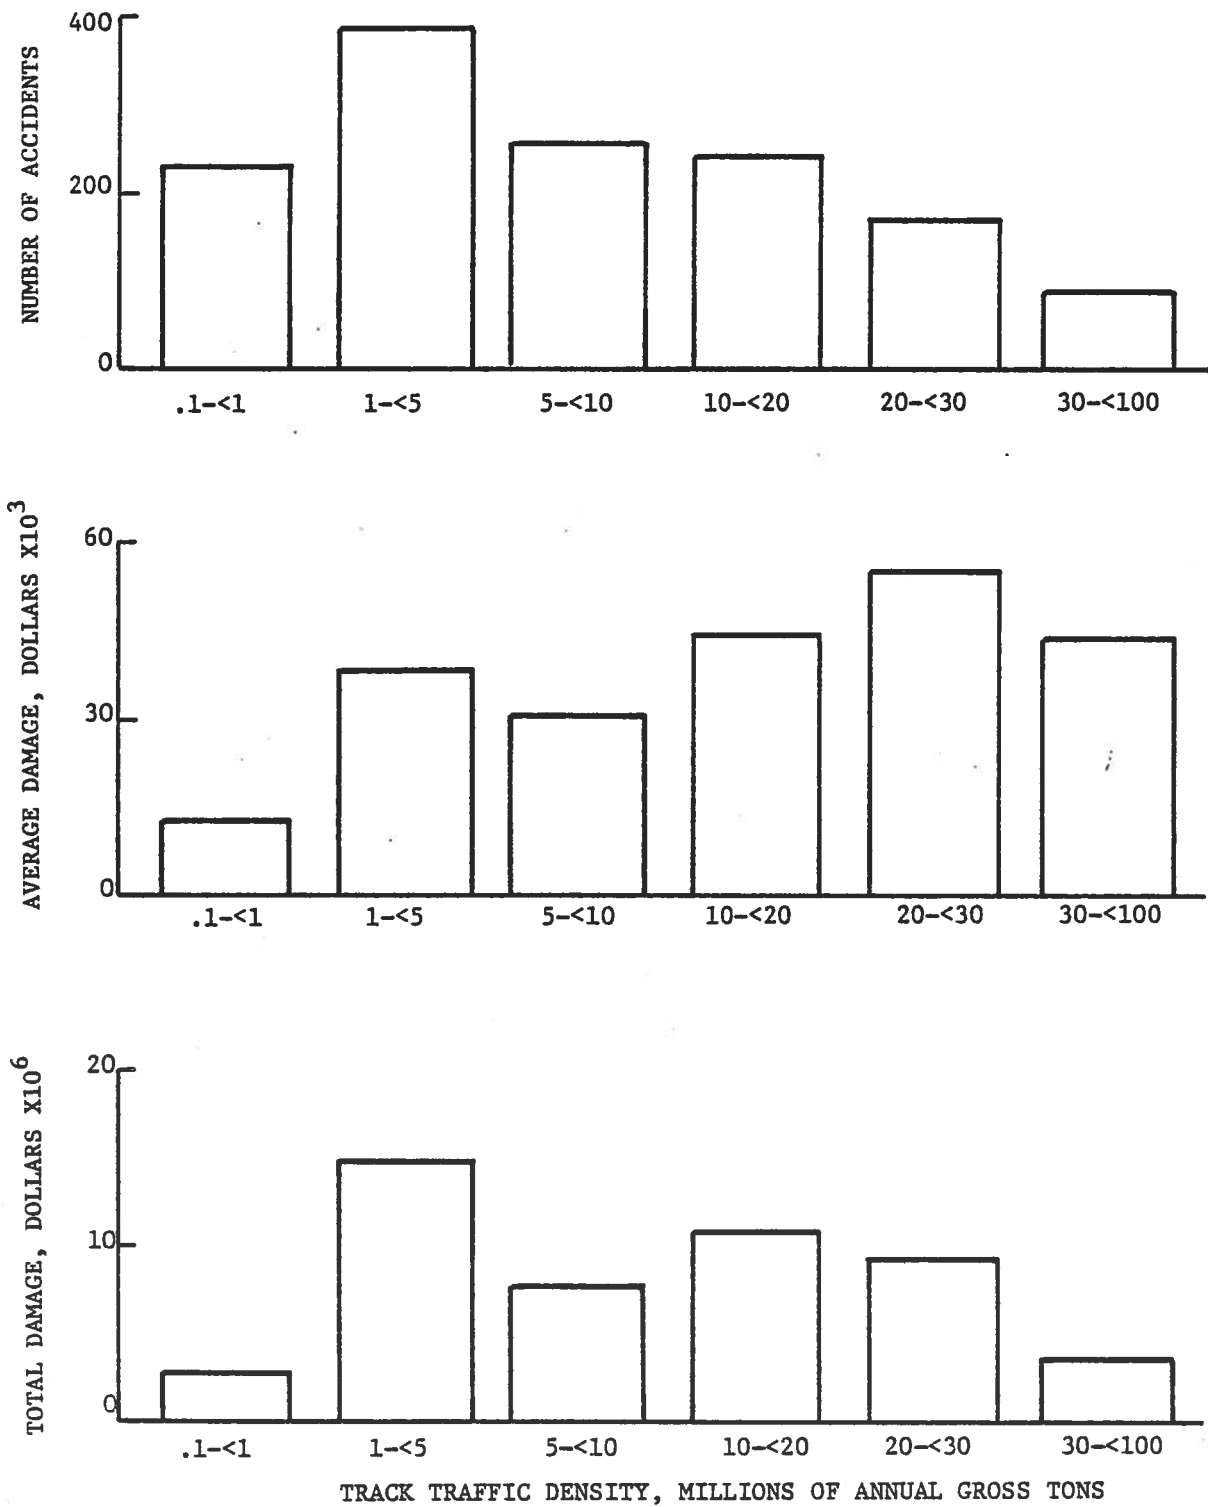 NUMBER OF ACCIDENTS
400
200
0
.1-<1 1-<5 5-<10 10-<20 20-<30 30-<100
AVERAGE DAMAGE, DOLLARS X10³
60
30
0
.1-<1 1-<5 5-<10 10-<20 20-<30 30-<100
TOTAL DAMAGE, DOLLARS X10⁶
20
10
0
.1-<1 1-<5 5-<10 10-<20 20-<30 30-<100
TRACK TRAFFIC DENSITY, MILLIONS OF ANNUAL GROSS TONS